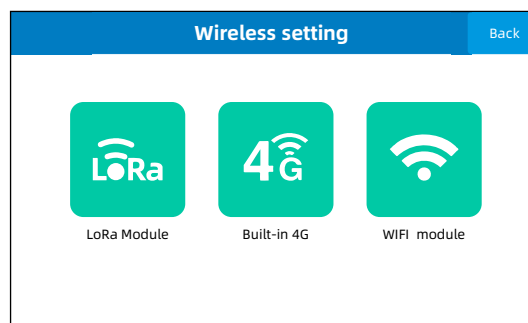 Wireless setting
Back
LoRa
4G
LoRa Module
Built-in 4G
WIFI module